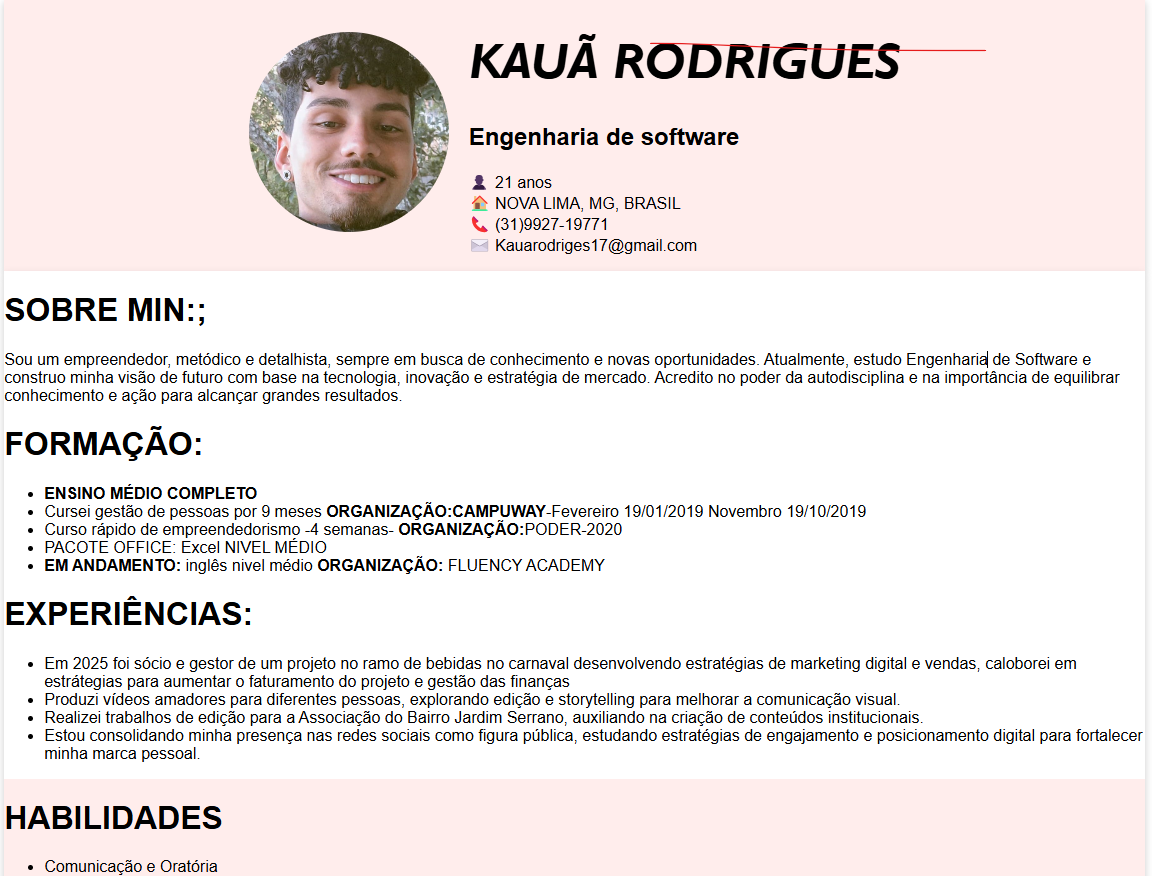 KAUÃ RODRIGUES
Engenharia de software
21 anos
NOVA LIMA, MG, BRASIL
(31)9927-19771
Kauarodriges17@gmail.com
SOBRE MIN:;
Sou um empreendedor, metódico e detalhista, sempre em busca de conhecimento e novas oportunidades. Atualmente, estudo Engenharia de Software e
construo minha visão de futuro com base na tecnologia, inovação e estratégia de mercado. Acredito no poder da autodisciplina e na importância de equilibrar
conhecimento e ação para alcançar grandes resultados.
FORMAÇÃO:
• ENSINO MÉDIO COMPLETO
• Cursei gestão de pessoas por 9 meses ORGANIZAÇÃO:CAMPUWAY-Fevereiro 19/01/2019 Novembro 19/10/2019
• Curso rápido de empreendedorismo -4 semanas- ORGANIZAÇÃO:PODER-2020
• PACOTE OFFICE: Excel NIVEL MÉDIO
• EM ANDAMENTO: inglês nivel médio ORGANIZAÇÃO: FLUENCY ACADEMY
EXPERIÊNCIAS:
• Em 2025 foi sócio e gestor de um projeto no ramo de bebidas no carnaval desenvolvendo estratégias de marketing digital e vendas, caloborei em
estrátegias para aumentar o faturamento do projeto e gestão das finanças
• Produzi vídeos amadores para diferentes pessoas, explorando edição e storytelling para melhorar a comunicação visual.
• Realizei trabalhos de edição para a Associação do Bairro Jardim Serrano, auxiliando na criação de conteúdos institucionais.
• Estou consolidando minha presença nas redes sociais como figura pública, estudando estratégias de engajamento e posicionamento digital para fortalecer
minha marca pessoal.
HABILIDADES
• Comunicação e Oratória